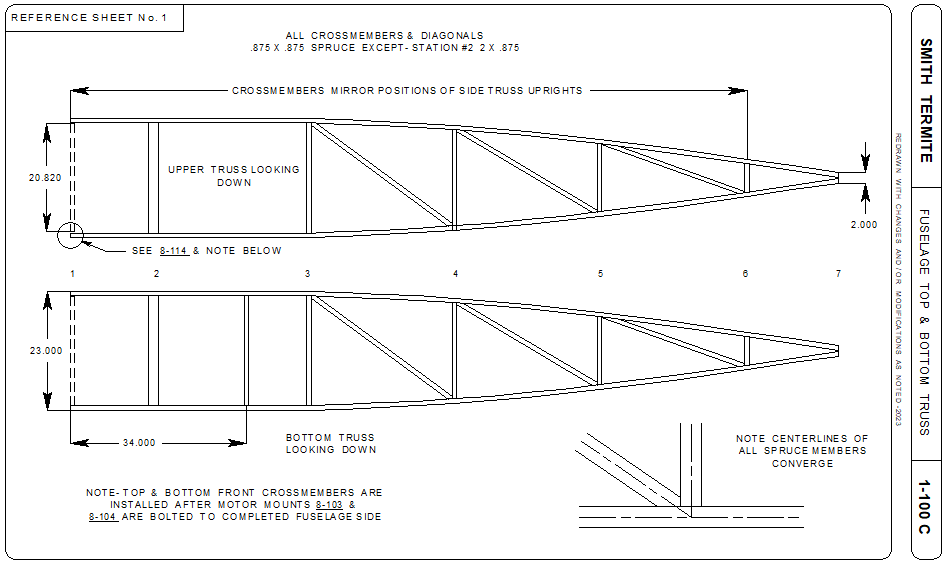 REFERENCE SHEET No. 1
ALL CROSSMEMBERS & DIAGONALS
.875 X .875 SPRUCE EXCEPT- STATION #2 2 X .875
CROSSMEMBERS MIRROR POSITIONS OF SIDE TRUSS UPRIGHTS
20.820
UPPER TRUSS LOOKING
DOWN
2.000
SEE 8-114 & NOTE BELOW
1 2 3 4 5 6 7
23.000
34.000
BOTTOM TRUSS
LOOKING DOWN
NOTE CENTERLINES OF
ALL SPRUCE MEMBERS
CONVERGE
NOTE- TOP & BOTTOM FRONT CROSSMEMBERS ARE
INSTALLED AFTER MOTOR MOUNTS 8-103 &
8-104 ARE BOLTED TO COMPLETED FUSELAGE SIDE
REDRAWN WITH CHANGES AND / OR MODIFICATIONS AS NOTED -2023
SMITH TERMITE
FUSELAGE TOP & BOTTOM TRUSS
1-100 C